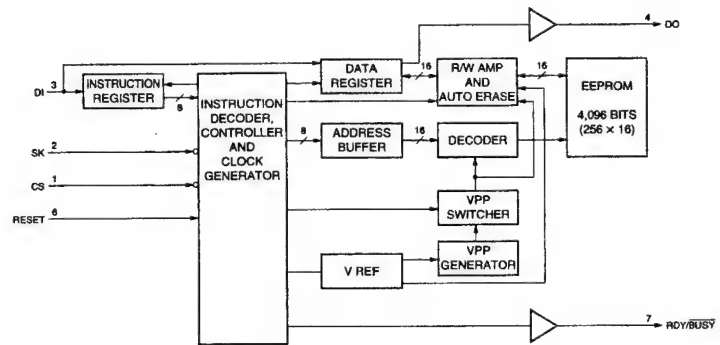 4
DO
DI
3
INSTRUCTION
REGISTER
8
INSTRUCTION
DECODER,
CONTROLLER
AND
CLOCK
GENERATOR
DATA
REGISTER
16
R/W AMP
AND
AUTO ERASE
16
EEPROM
4,096 BITS
(256 × 16)
SK
2
8
ADDRESS
BUFFER
16
DECODER
CS
1
RESET
6
VPP
SWITCHER
V REF
VPP
GENERATOR
7
RDY/BUSY